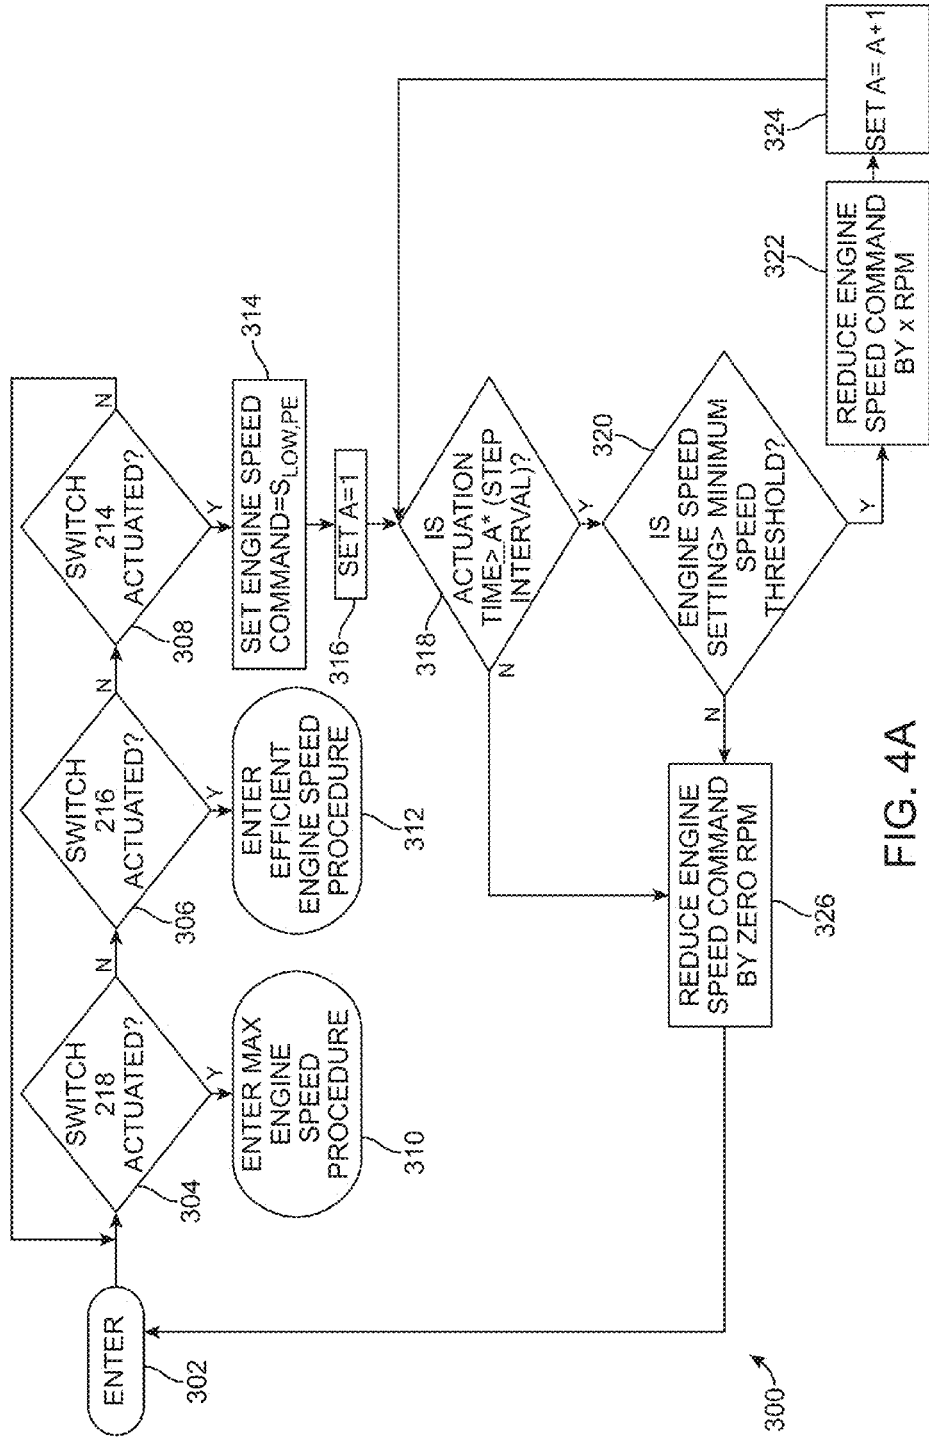 ENTER
302
SWITCH
218
ACTUATED?
304
Y
N
ENTER MAX
ENGINE
SPEED
PROCEDURE
310
SWITCH
216
ACTUATED?
306
Y
N
ENTER
EFFICIENT
ENGINE SPEED
PROCEDURE
312
SWITCH
214
ACTUATED?
308
N
Y
SET ENGINE SPEED
COMMAND=S_LOW,PE
314
SET A=1
316
IS
ACTUATION
TIME≥ A* (STEP
INTERVAL)?
318
N
Y
IS
ENGINE SPEED
SETTING> MINIMUM
SPEED
THRESHOLD?
320
N
Y
REDUCE ENGINE
SPEED COMMAND
BY x RPM
322
SET A= A+1
324
REDUCE ENGINE
SPEED COMMAND
BY ZERO RPM
326
300
FIG. 4A